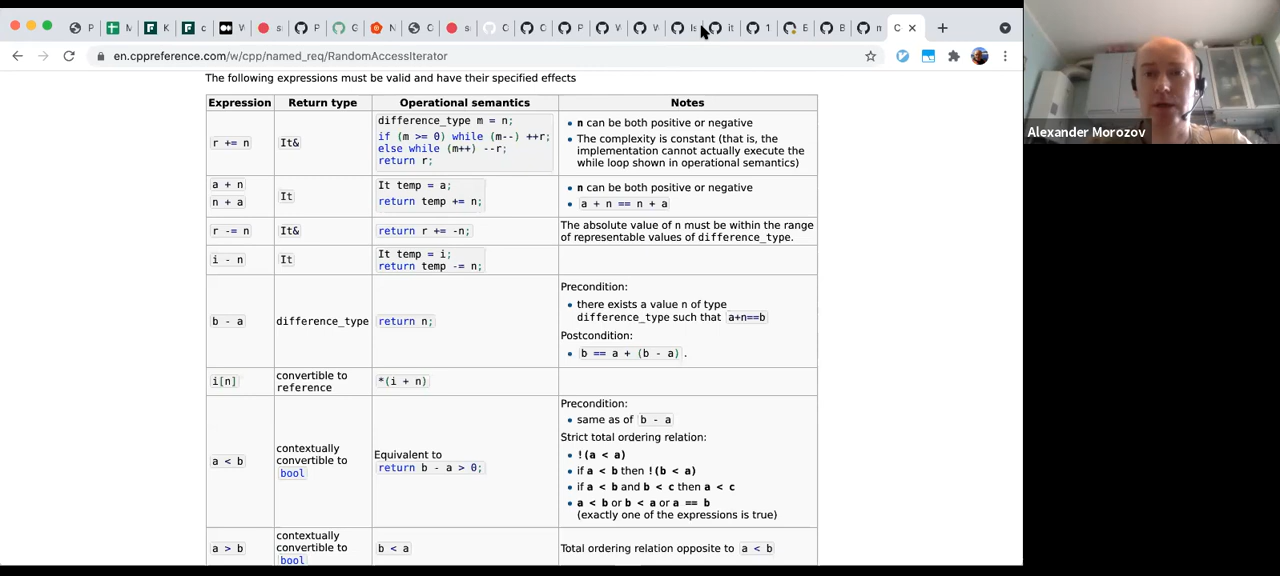 en.cppreference.com/w/cpp/named_req/RandomAccessIterator
Alexander Morozov
The following expressions must be valid and have their specified effects
Expression Return type Operational semantics Notes
r += n
It&
difference_type m = n;
if (m >= 0) while (m--) ++r;
else while (m++) --r;
return r;
n can be both positive or negative
The complexity is constant (that is, the
implementation cannot actually execute the
while loop shown in operational semantics)
a + n
n + a
It
It temp = a;
return temp += n;
n can be both positive or negative
a + n == n + a
r -= n
It&
return r += -n;
The absolute value of n must be within the range
of representable values of difference_type.
i - n
It
It temp = i;
return temp -= n;
b - a
difference_type
return n;
Precondition:
there exists a value n of type
difference_type such that a+n==b
Postcondition:
b == a + (b - a).
i[n]
convertible to
reference
*(i + n)
a < b
contextually
convertible to
bool
Equivalent to
return b - a > 0;
Precondition:
same as of b - a
Strict total ordering relation:
!(a < a)
if a < b then !(b < a)
if a < b and b < c then a < c
a < b or b < a or a == b
(exactly one of the expressions is true)
a > b
contextually
convertible to
bool
b < a
Total ordering relation opposite to a < b